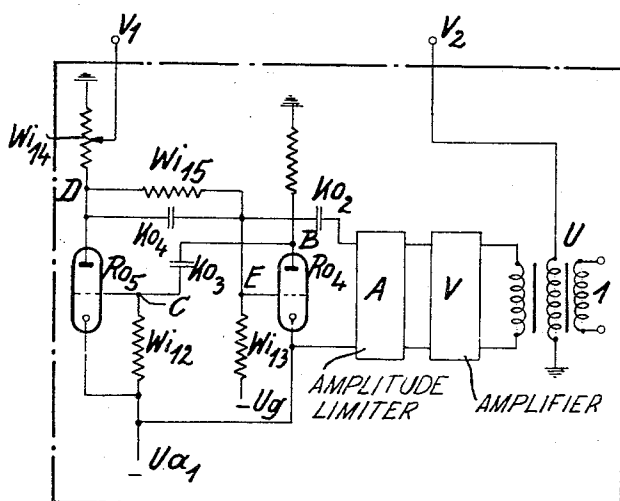 V1
V2
Wi14
D
Wi15
Ko2
Ko4
B
U
Ro5
Ko3
E
Ro4
A
V
1
C
Wi12
Wi13
-Ug
AMPLITUDE LIMITER
AMPLIFIER
Ua1
-